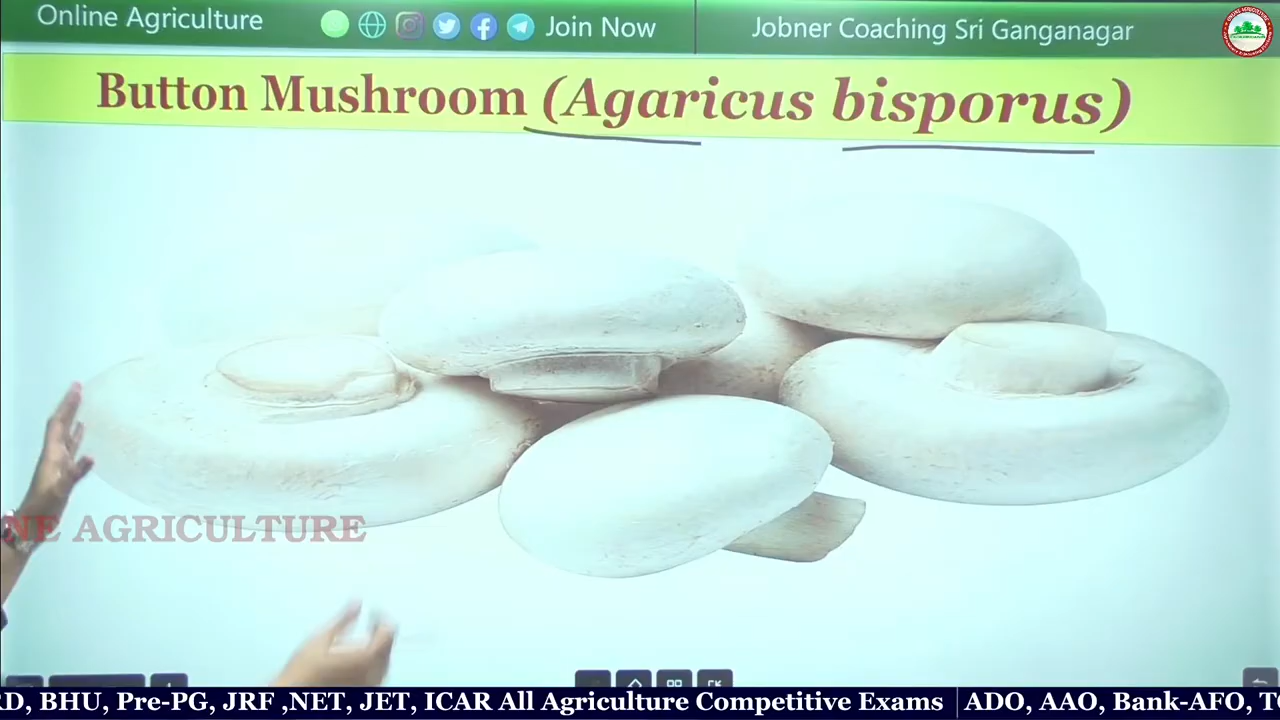 Online Agriculture
Join Now
Jobner Coaching Sri Ganganagar
Button Mushroom (Agaricus bisporus)
NE AGRICULTURE
RD, BHU, Pre-PG, JRF ,NET, JET, ICAR All Agriculture Competitive Exams ADO, AAO, Bank-AFO,